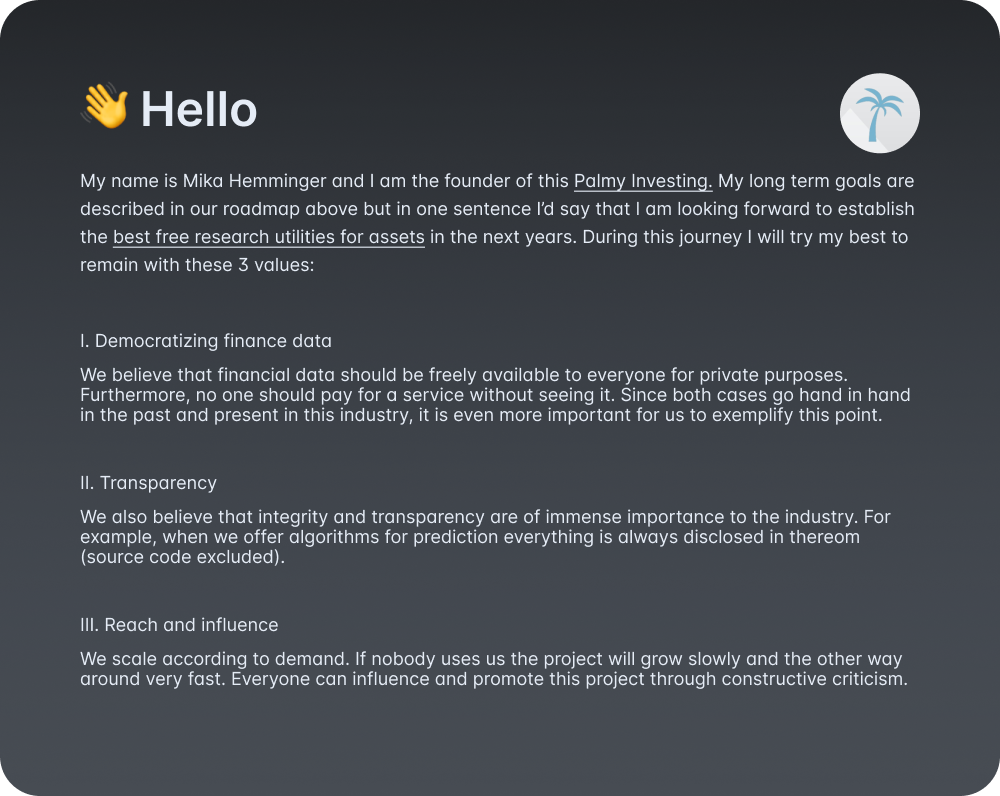 👋 Hello
My name is Mika Hemminger and I am the founder of this Palmy Investing. My long term goals are
described in our roadmap above but in one sentence I’d say that I am looking forward to establish
the best free research utilities for assets in the next years. During this journey I will try my best to
remain with these 3 values:
I. Democratizing finance data
We believe that financial data should be freely available to everyone for private purposes.
Furthermore, no one should pay for a service without seeing it. Since both cases go hand in hand
in the past and present in this industry, it is even more important for us to exemplify this point.
II. Transparency
We also believe that integrity and transparency are of immense importance to the industry. For
example, when we offer algorithms for prediction everything is always disclosed in thereom
(source code excluded).
III. Reach and influence
We scale according to demand. If nobody uses us the project will grow slowly and the other way
around very fast. Everyone can influence and promote this project through constructive criticism.